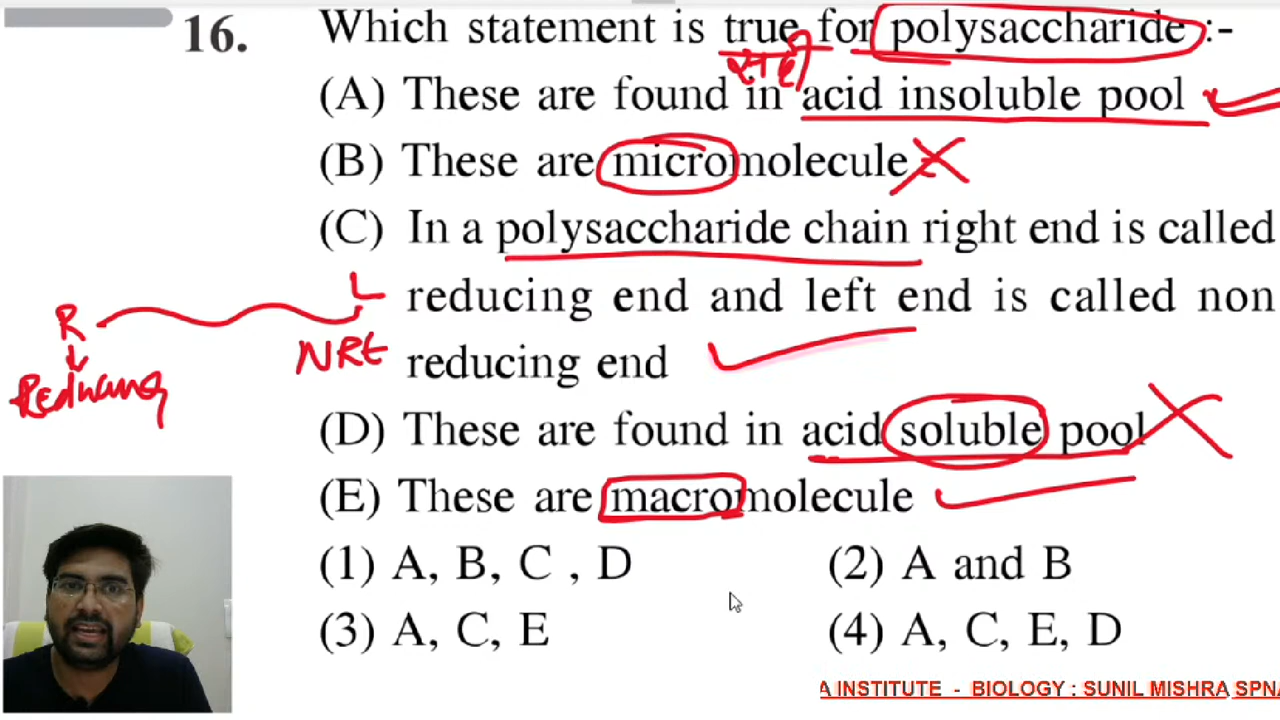 16. Which statement is true for polysaccharide :-
सही
(A) These are found in acid insoluble pool
(B) These are micromolecule
(C) In a polysaccharide chain right end is called
L reducing end and left end is called non
R
NRE reducing end
Reducing
(D) These are found in acid soluble pool
(E) These are macromolecule
(1) A, B, C , D (2) A and B
(3) A, C, E (4) A, C, E, D
A INSTITUTE - BIOLOGY : SUNIL MISHRA SPN